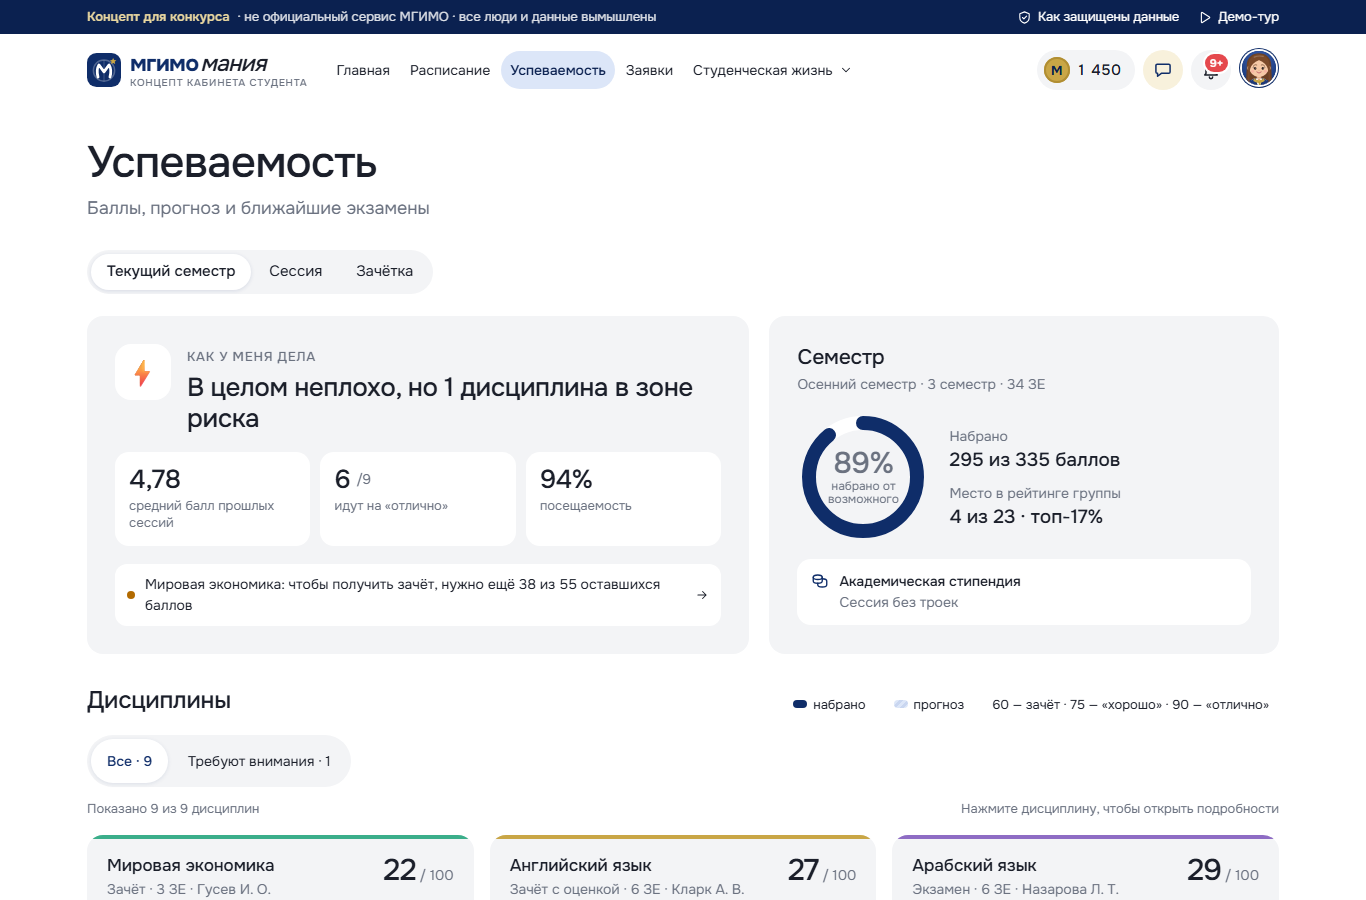 Концепт для конкурса · не официальный сервис МГИМО · все люди и данные вымышлены
Как защищены данные
Демо-тур
МГИМО мания
КОНЦЕПТ КАБИНЕТА СТУДЕНТА
Главная
Расписание
Успеваемость
Заявки
Студенческая жизнь
М 1 450
9+
Успеваемость
Баллы, прогноз и ближайшие экзамены
Текущий семестр
Сессия
Зачётка
КАК У МЕНЯ ДЕЛА
В целом неплохо, но 1 дисциплина в зоне
риска
4,78
средний балл прошлых
сессий
6 /9
идут на «отлично»
94%
посещаемость
Мировая экономика: чтобы получить зачёт, нужно ещё 38 из 55 оставшихся
баллов
Семестр
Осенний семестр · 3 семестр · 34 ЗЕ
89%
набрано от
возможного
Набрано
295 из 335 баллов
Место в рейтинге группы
4 из 23 · топ-17%
Академическая стипендия
Сессия без троек
Дисциплины
набрано
прогноз
60 — зачёт · 75 — «хорошо» · 90 — «отлично»
Все · 9
Требуют внимания · 1
Показано 9 из 9 дисциплин
Нажмите дисциплину, чтобы открыть подробности
Мировая экономика
22 / 100
Зачёт · 3 ЗЕ · Гусев И. О.
Английский язык
27 / 100
Зачёт с оценкой · 6 ЗЕ · Кларк А. В.
Арабский язык
29 / 100
Экзамен · 6 ЗЕ · Назарова Л. Т.